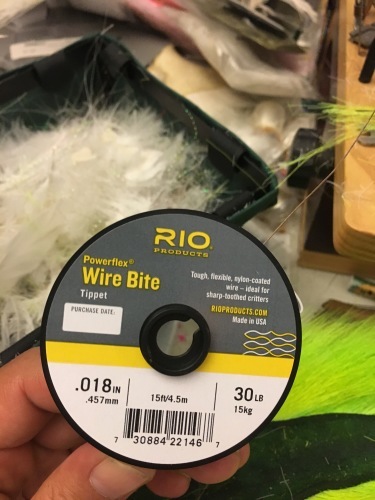 RIO
PRODUCTS
Powerflex®
Wire Bite
Tippet
PURCHASE DATE:
Tough, flexible, nylon-coated
wire – ideal for
sharp-toothed critters
RIOPRODUCTS.COM
Made in USA
.018IN
.457mm
15ft/4.5m
30LB
15kg
7 30884 22146 7